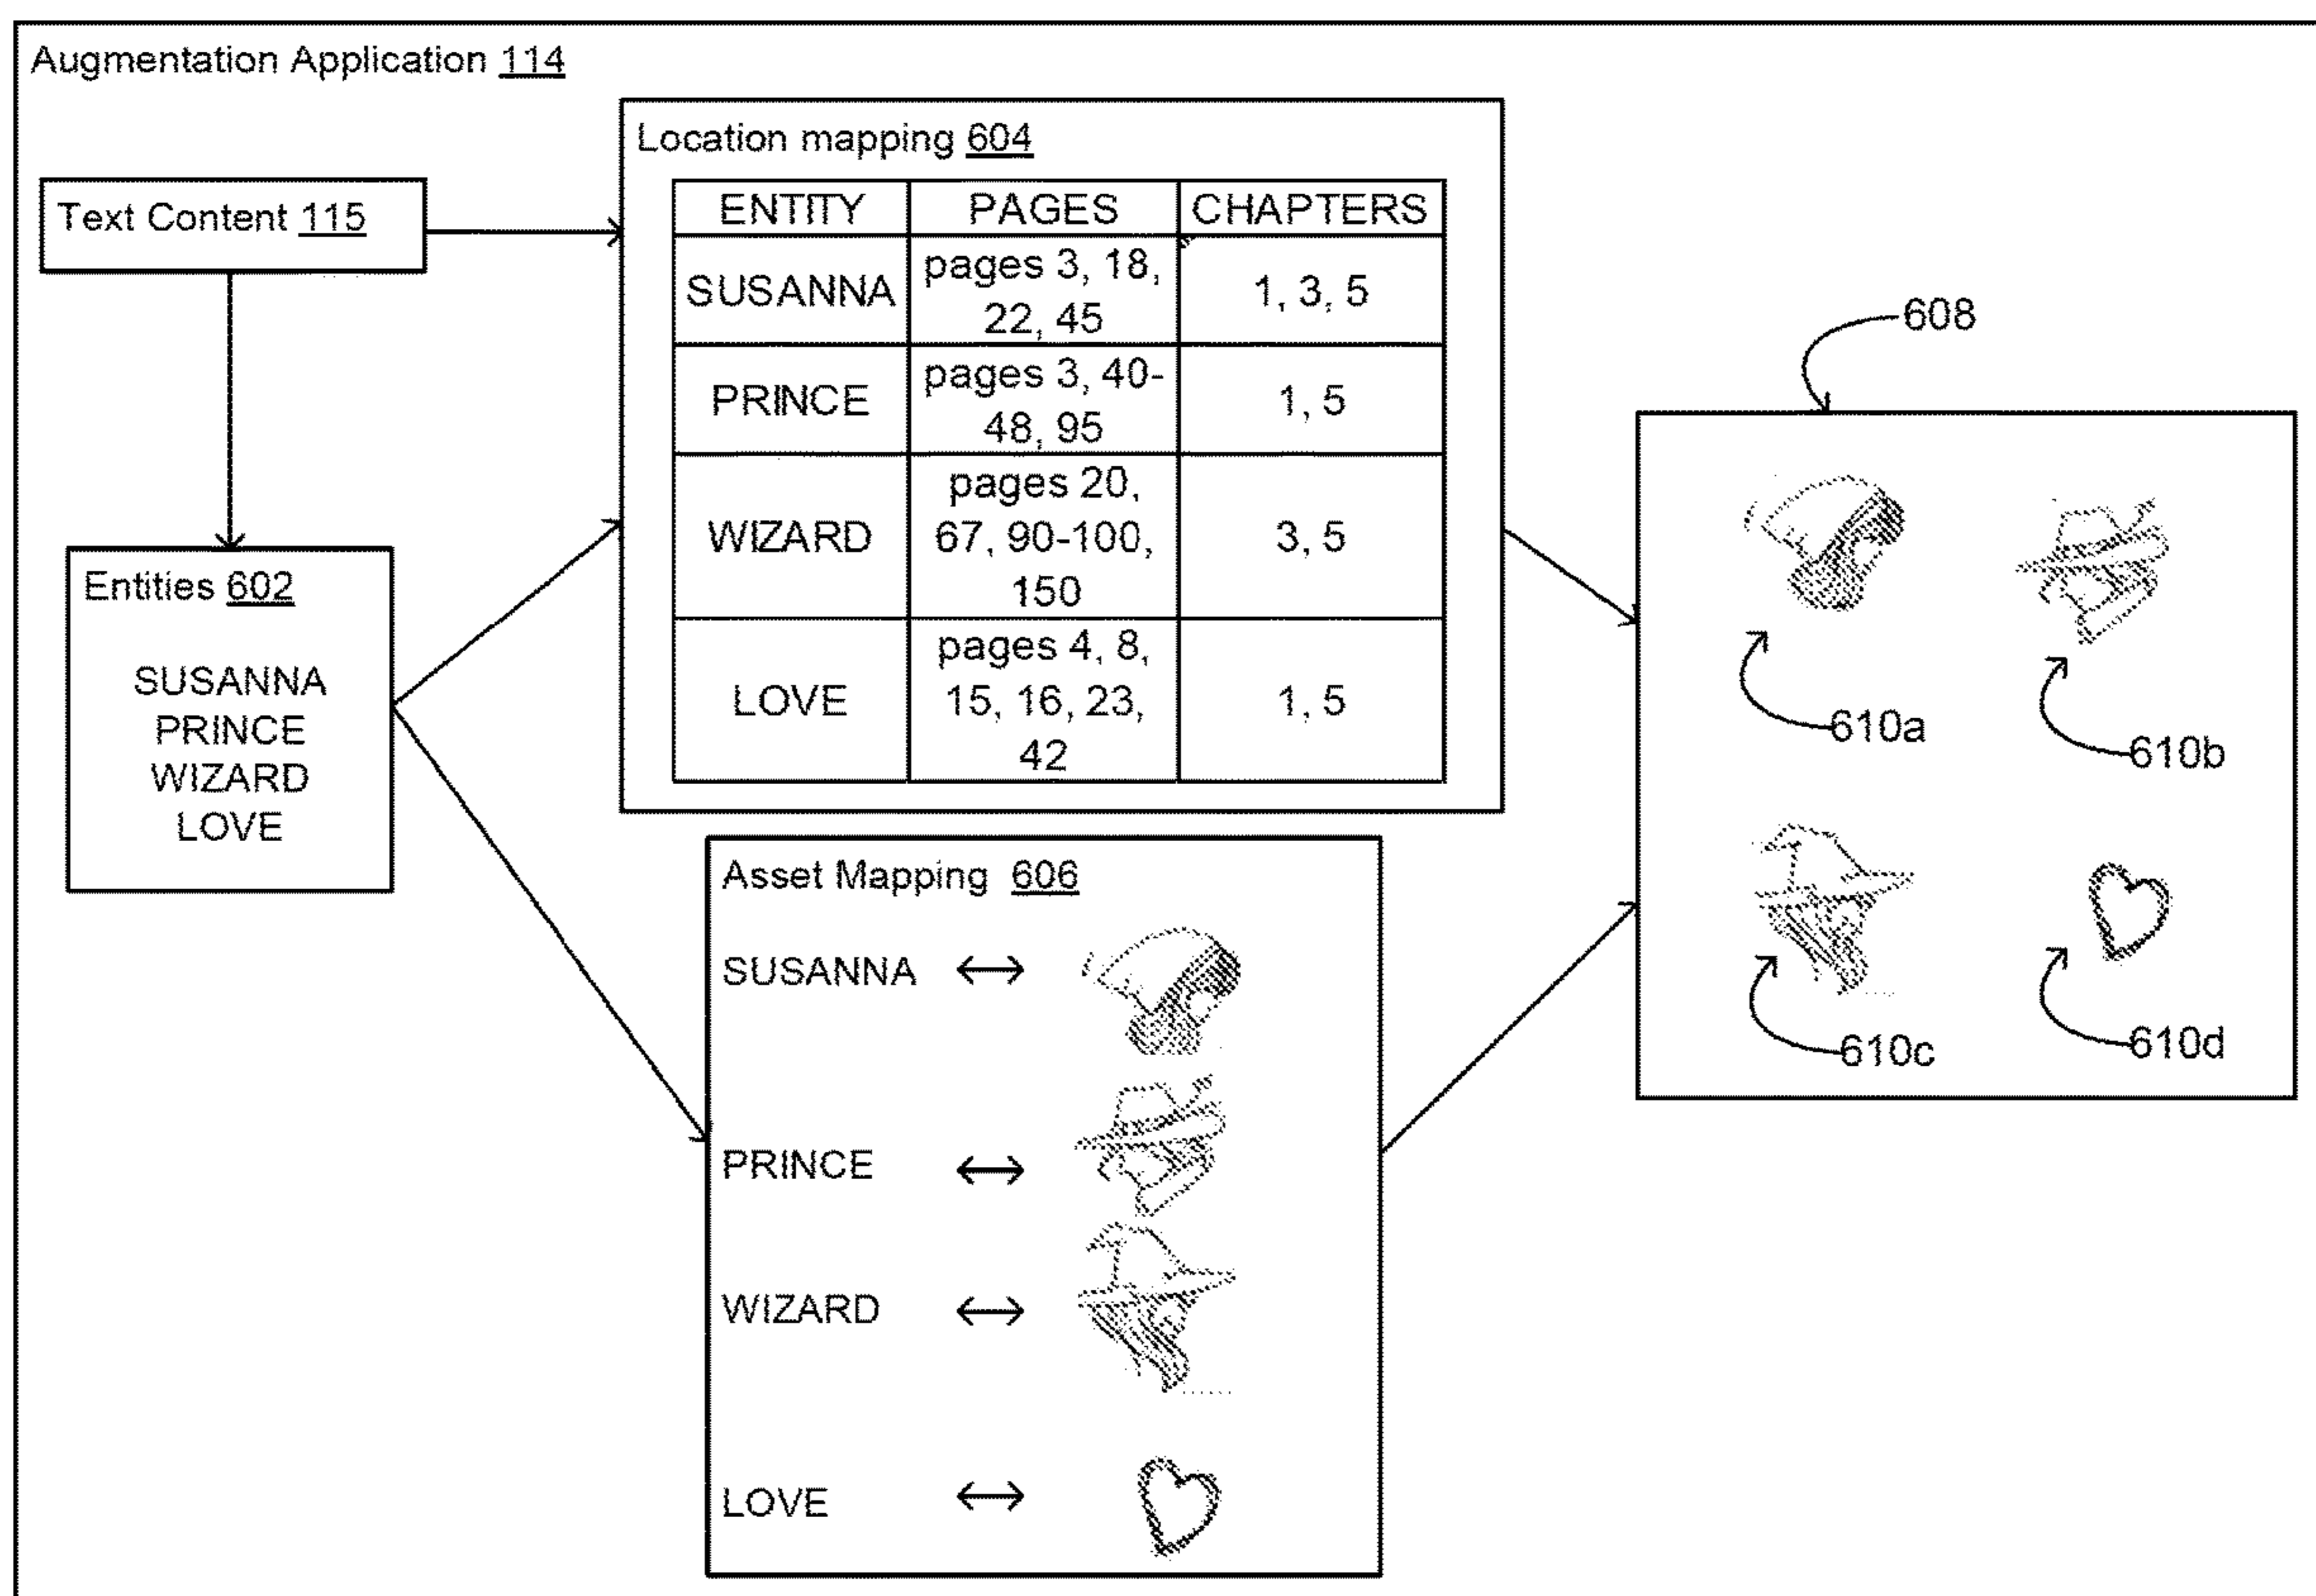 Augmentation Application 114
Text Content 115
Entities 602
SUSANNA
PRINCE
WIZARD
LOVE
Location mapping 604
ENTITY PAGES CHAPTERS
SUSANNA pages 3, 18, 22, 45 1, 3, 5
PRINCE pages 3, 40-48, 95 1, 5
WIZARD pages 20, 67, 90-100, 150 3, 5
LOVE pages 4, 8, 15, 16, 23, 42 1, 5
Asset Mapping 606
SUSANNA
PRINCE
WIZARD
LOVE
608
610a
610b
610c
610d